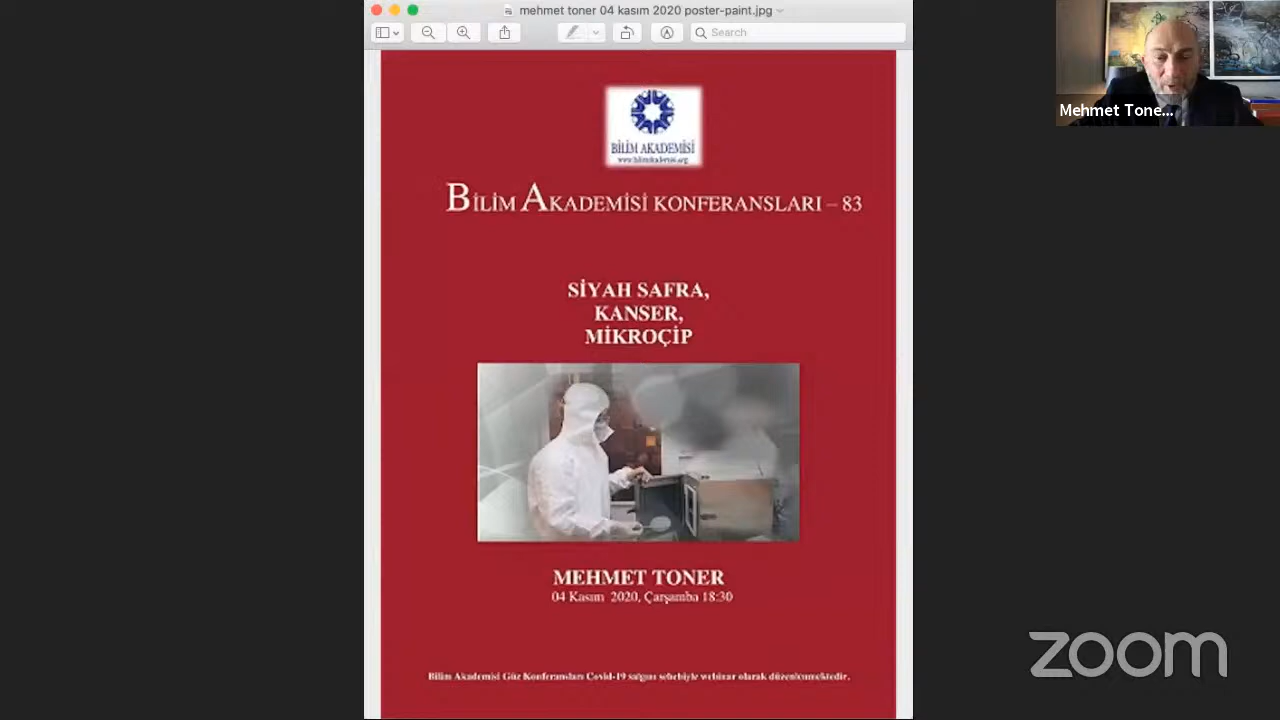 mehmet toner 04 kasım 2020 poster-paint.jpg
Search
Mehmet Tone...
BİLİM AKADEMİSİ
www.bilimakademisi.org
BİLİM AKADEMİSİ KONFERANSLARI – 83
SİYAH SAFRA,
KANSER,
MİKROÇİP
MEHMET TONER
04 Kasım 2020, Çarşamba 18:30
Bilim Akademisi Güz Konferansları Covid-19 salgını sebebiyle webinar olarak düzenlenmektedir.
zoom